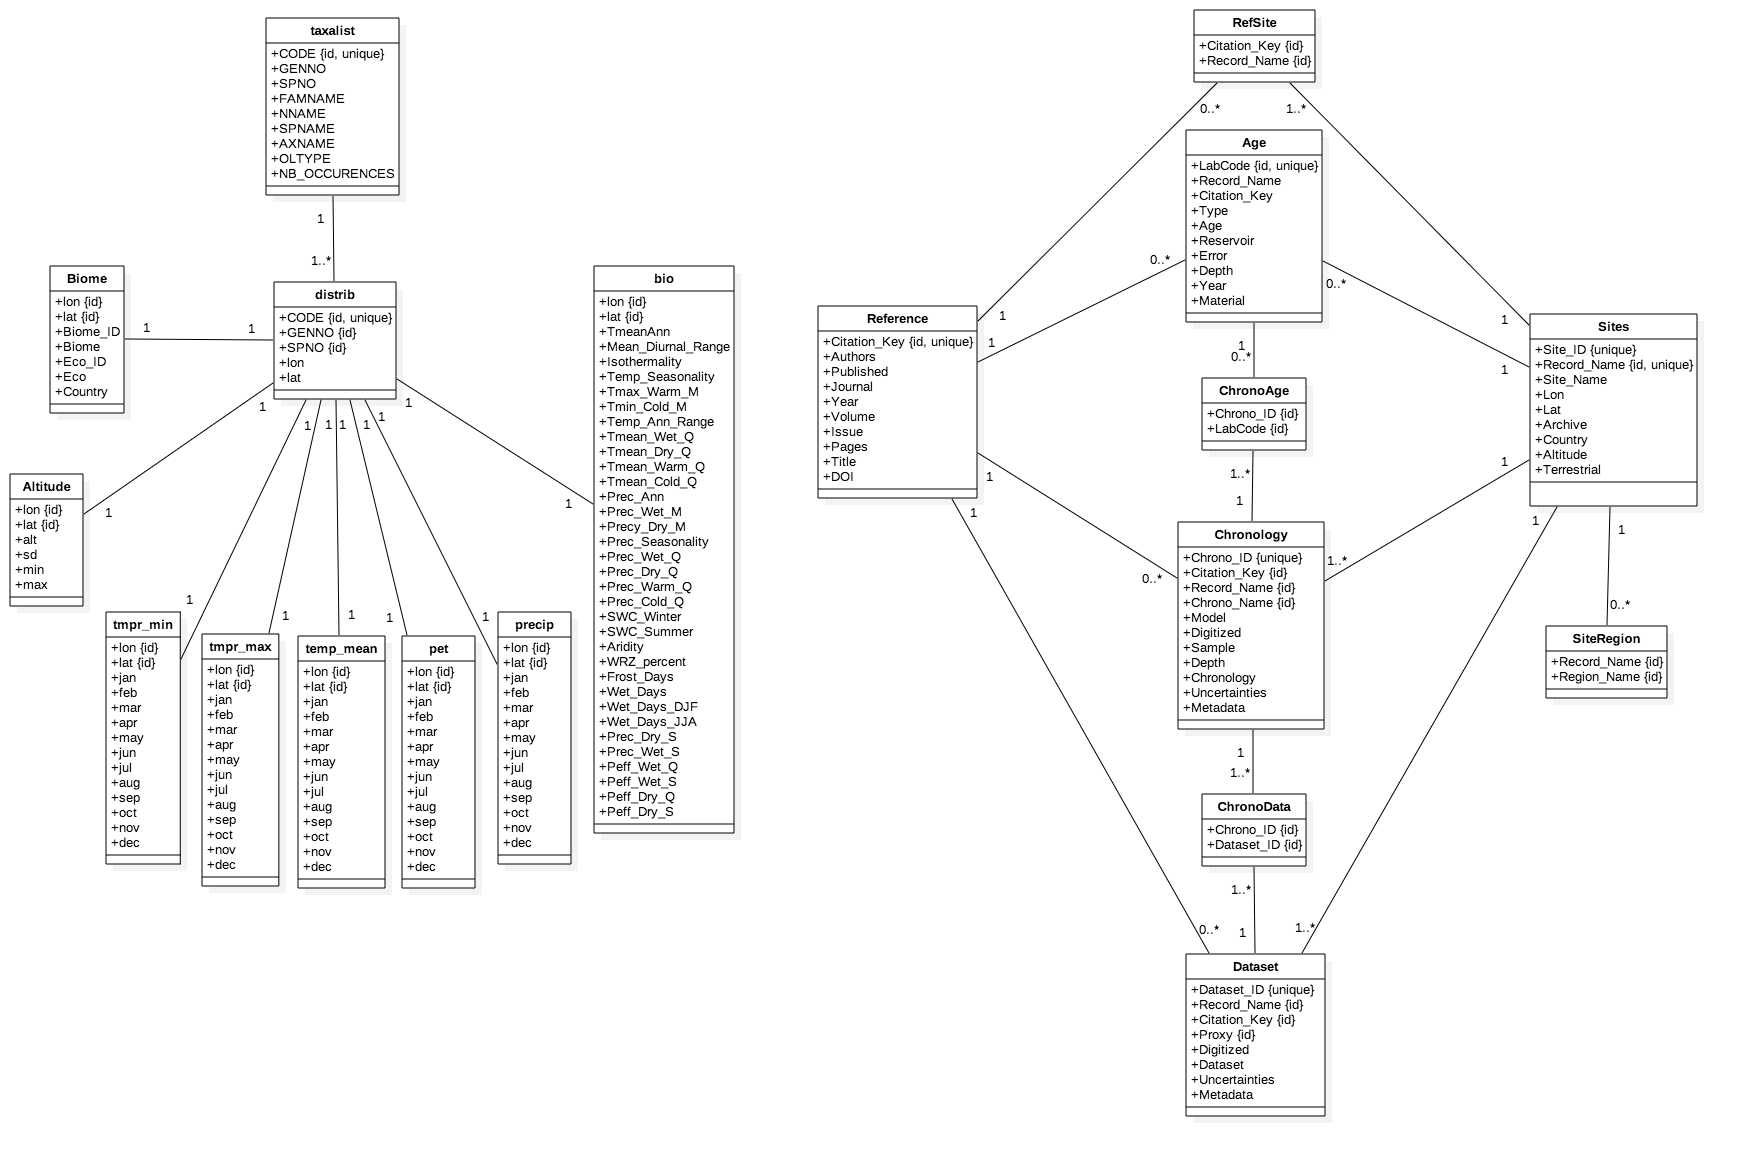 taxalist
+CODE {id, unique}
+GENNO
+SPNO
+FAMNAME
+NNAME
+SPNAME
+AXNAME
+OLTYPE
+NB_OCCURENCES
1
1..*
Biome
+lon {id}
+lat {id}
+Biome_ID
+Biome
+Eco_ID
+Eco
+Country
1
1
distrib
+CODE {id, unique}
+GENNO {id}
+SPNO {id}
+lon
+lat
1
1
1
1
1
1
1
Altitude
+lon {id}
+lat {id}
+alt
+sd
+min
+max
1
tmpr_min
+lon {id}
+lat {id}
+jan
+feb
+mar
+apr
+may
+jun
+jul
+aug
+sep
+oct
+nov
+dec
1
tmpr_max
+lon {id}
+lat {id}
+jan
+feb
+mar
+apr
+may
+jun
+jul
+aug
+sep
+oct
+nov
+dec
1
temp_mean
+lon {id}
+lat {id}
+jan
+feb
+mar
+apr
+may
+jun
+jul
+aug
+sep
+oct
+nov
+dec
1
pet
+lon {id}
+lat {id}
+jan
+feb
+mar
+apr
+may
+jun
+jul
+aug
+sep
+oct
+nov
+dec
1
precip
+lon {id}
+lat {id}
+jan
+feb
+mar
+apr
+may
+jun
+jul
+aug
+sep
+oct
+nov
+dec
1
1
bio
+lon {id}
+lat {id}
+TmeanAnn
+Mean_Diurnal_Range
+Isothermality
+Temp_Seasonality
+Tmax_Warm_M
+Tmin_Cold_M
+Temp_Ann_Range
+Tmean_Wet_Q
+Tmean_Dry_Q
+Tmean_Warm_Q
+Tmean_Cold_Q
+Prec_Ann
+Prec_Wet_M
+Precy_Dry_M
+Prec_Seasonality
+Prec_Wet_Q
+Prec_Dry_Q
+Prec_Warm_Q
+Prec_Cold_Q
+SWC_Winter
+SWC_Summer
+Aridity
+WRZ_percent
+Frost_Days
+Wet_Days
+Wet_Days_DJF
+Wet_Days_JJA
+Prec_Dry_S
+Prec_Wet_S
+Peff_Wet_Q
+Peff_Wet_S
+Peff_Dry_Q
+Peff_Dry_S
RefSite
+Citation_Key {id}
+Record_Name {id}
0..*
1..*
Age
+LabCode {id, unique}
+Record_Name
+Citation_Key
+Type
+Age
+Reservoir
+Error
+Depth
+Year
+Material
0..*
0..*
1
0..*
Reference
+Citation_Key {id, unique}
+Authors
+Published
+Journal
+Year
+Volume
+Issue
+Pages
+Title
+DOI
1
1
1
1
ChronoAge
+Chrono_ID {id}
+LabCode {id}
1..*
1
Sites
+Site_ID {unique}
+Record_Name {id, unique}
+Site_Name
+Lon
+Lat
+Archive
+Country
+Altitude
+Terrestrial
1
1
1
1
1
Chronology
+Chrono_ID {unique}
+Citation_Key {id}
+Record_Name {id}
+Chrono_Name {id}
+Model
+Digitized
+Sample
+Depth
+Chronology
+Uncertainties
+Metadata
0..*
1..*
1
1..*
0..*
SiteRegion
+Record_Name {id}
+Region_Name {id}
ChronoData
+Chrono_ID {id}
+Dataset_ID {id}
1..*
0..*
1
1..*
Dataset
+Dataset_ID {unique}
+Record_Name {id}
+Citation_Key {id}
+Proxy {id}
+Digitized
+Dataset
+Uncertainties
+Metadata